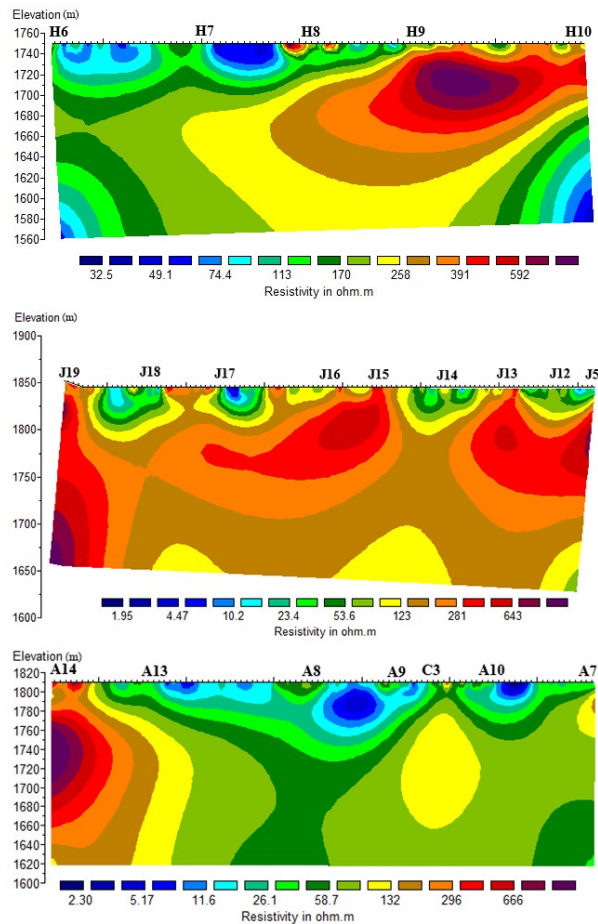 Elevation (m)
H6 H7 H8 H9 H10
1760
1740
1720
1700
1680
1660
1640
1620
1600
1580
1560
32.5 49.1 74.4 113 170 258 391 592
Resistivity in ohm.m
Elevation (m)
1900
1850
1800
1750
1700
1650
1600
J19 J18 J17 J16 J15 J14 J13 J12 J5
1.95 4.47 10.2 23.4 53.6 123 281 643
Resistivity in ohm.m
Elevation (m)
A14 A13 A8 A9 C3 A10 A7
1820
1800
1780
1760
1740
1720
1700
1680
1660
1640
1620
1600
2.30 5.17 11.6 26.1 58.7 132 296 666
Resistivity in ohm.m